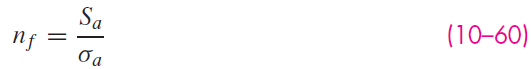 n_f = S_a / σ_a (10–60)